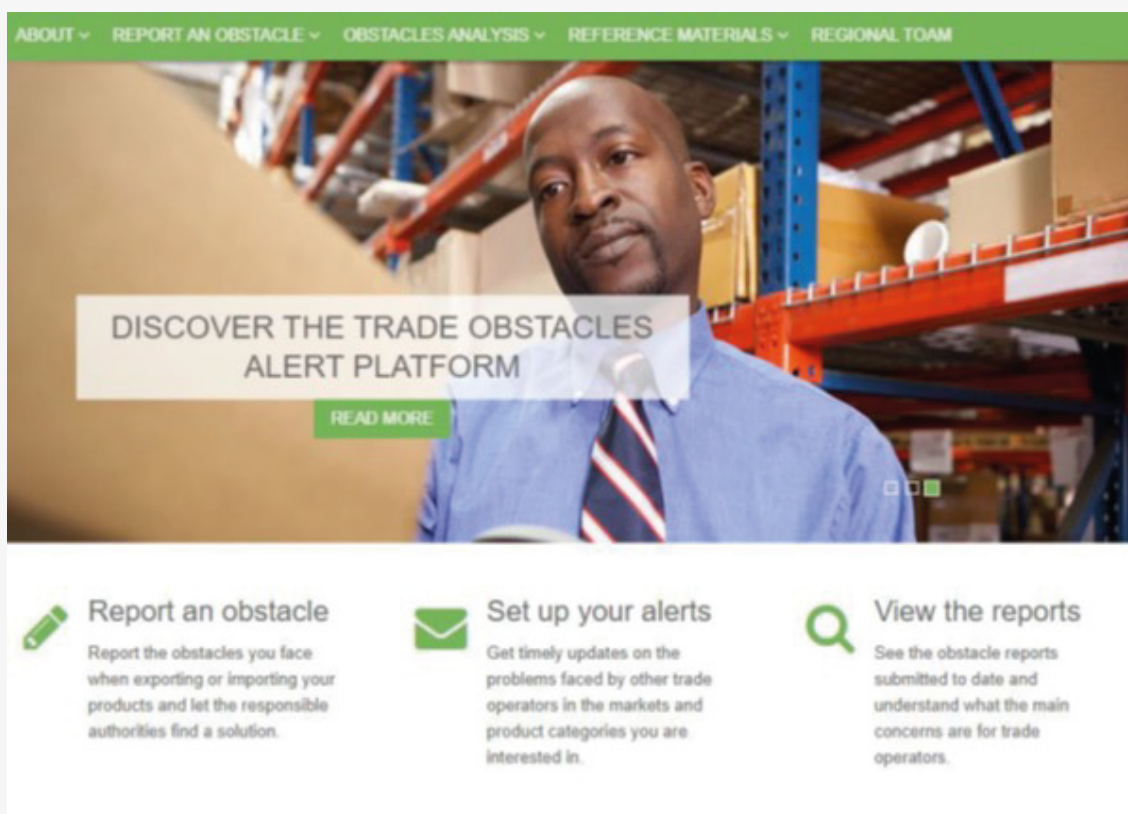 ABOUT REPORT AN OBSTACLE OBSTACLES ANALYSIS REFERENCE MATERIALS REGIONAL TOAM
DISCOVER THE TRADE OBSTACLES
ALERT PLATFORM
READ MORE
Report an obstacle
Report the obstacles you face
when exporting or importing your
products and let the responsible
authorities find a solution.
Set up your alerts
Get timely updates on the
problems faced by other trade
operators in the markets and
product categories you are
interested in.
View the reports
See the obstacle reports
submitted to date and
understand what the main
concerns are for trade
operators.